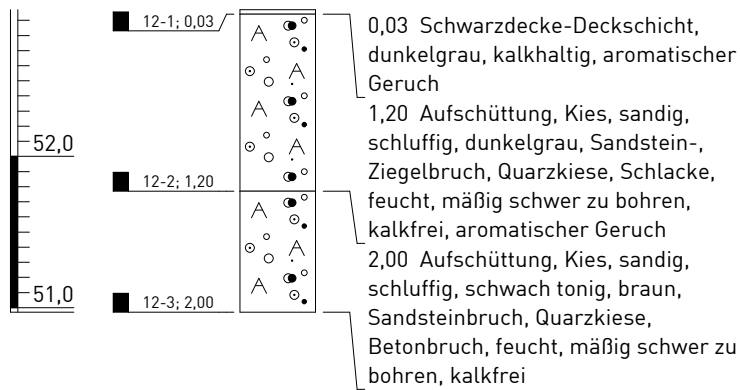 12-1; 0,03
52,0
12-2; 1,20
51,0
12-3; 2,00
0,03 Schwarzdecke-Deckschicht,
dunkelgrau, kalkhaltig, aromatischer
Geruch
1,20 Aufschüttung, Kies, sandig,
schluffig, dunkelgrau, Sandstein-,
Ziegelbruch, Quarzkiese, Schlacke,
feucht, mäßig schwer zu bohren,
kalkfrei, aromatischer Geruch
2,00 Aufschüttung, Kies, sandig,
schluffig, schwach tonig, braun,
Sandsteinbruch, Quarzkiese,
Betonbruch, feucht, mäßig schwer zu
bohren, kalkfrei